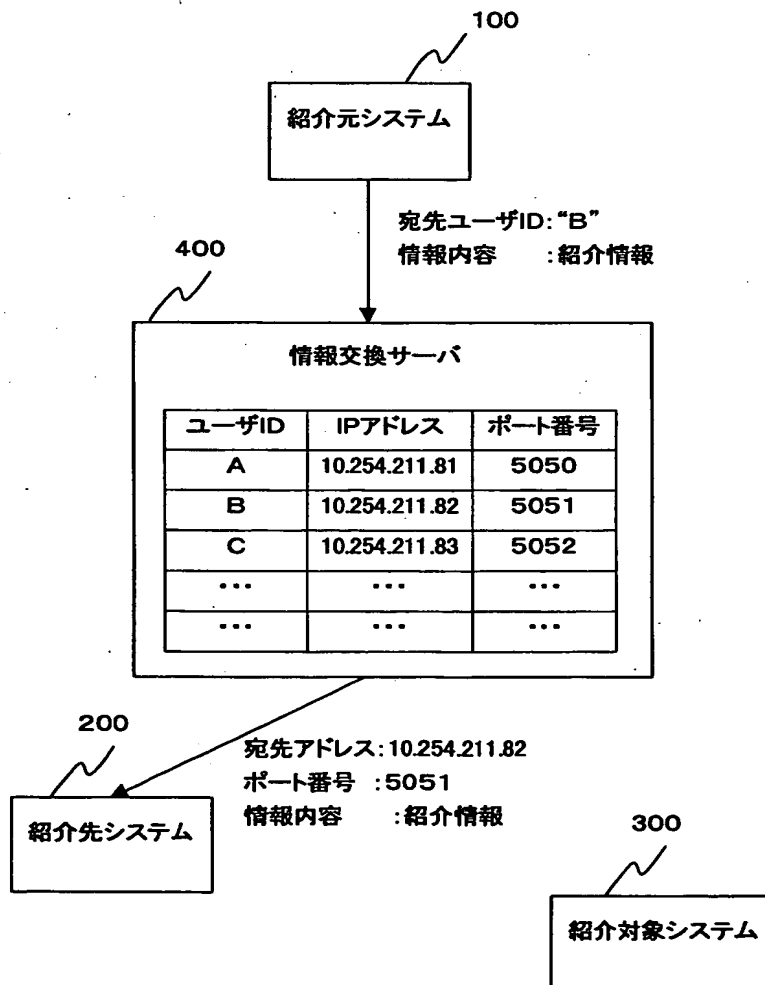 100
紹介元システム
宛先ユーザID:“B”
情報内容 :紹介情報
400
情報交換サーバ
ユーザID IPアドレス ポート番号
A 10.254.211.81 5050
B 10.254.211.82 5051
C 10.254.211.83 5052
... ... ...
... ... ...
200
宛先アドレス:10.254.211.82
ポート番号 :5051
情報内容 :紹介情報
紹介先システム
300
紹介対象システム